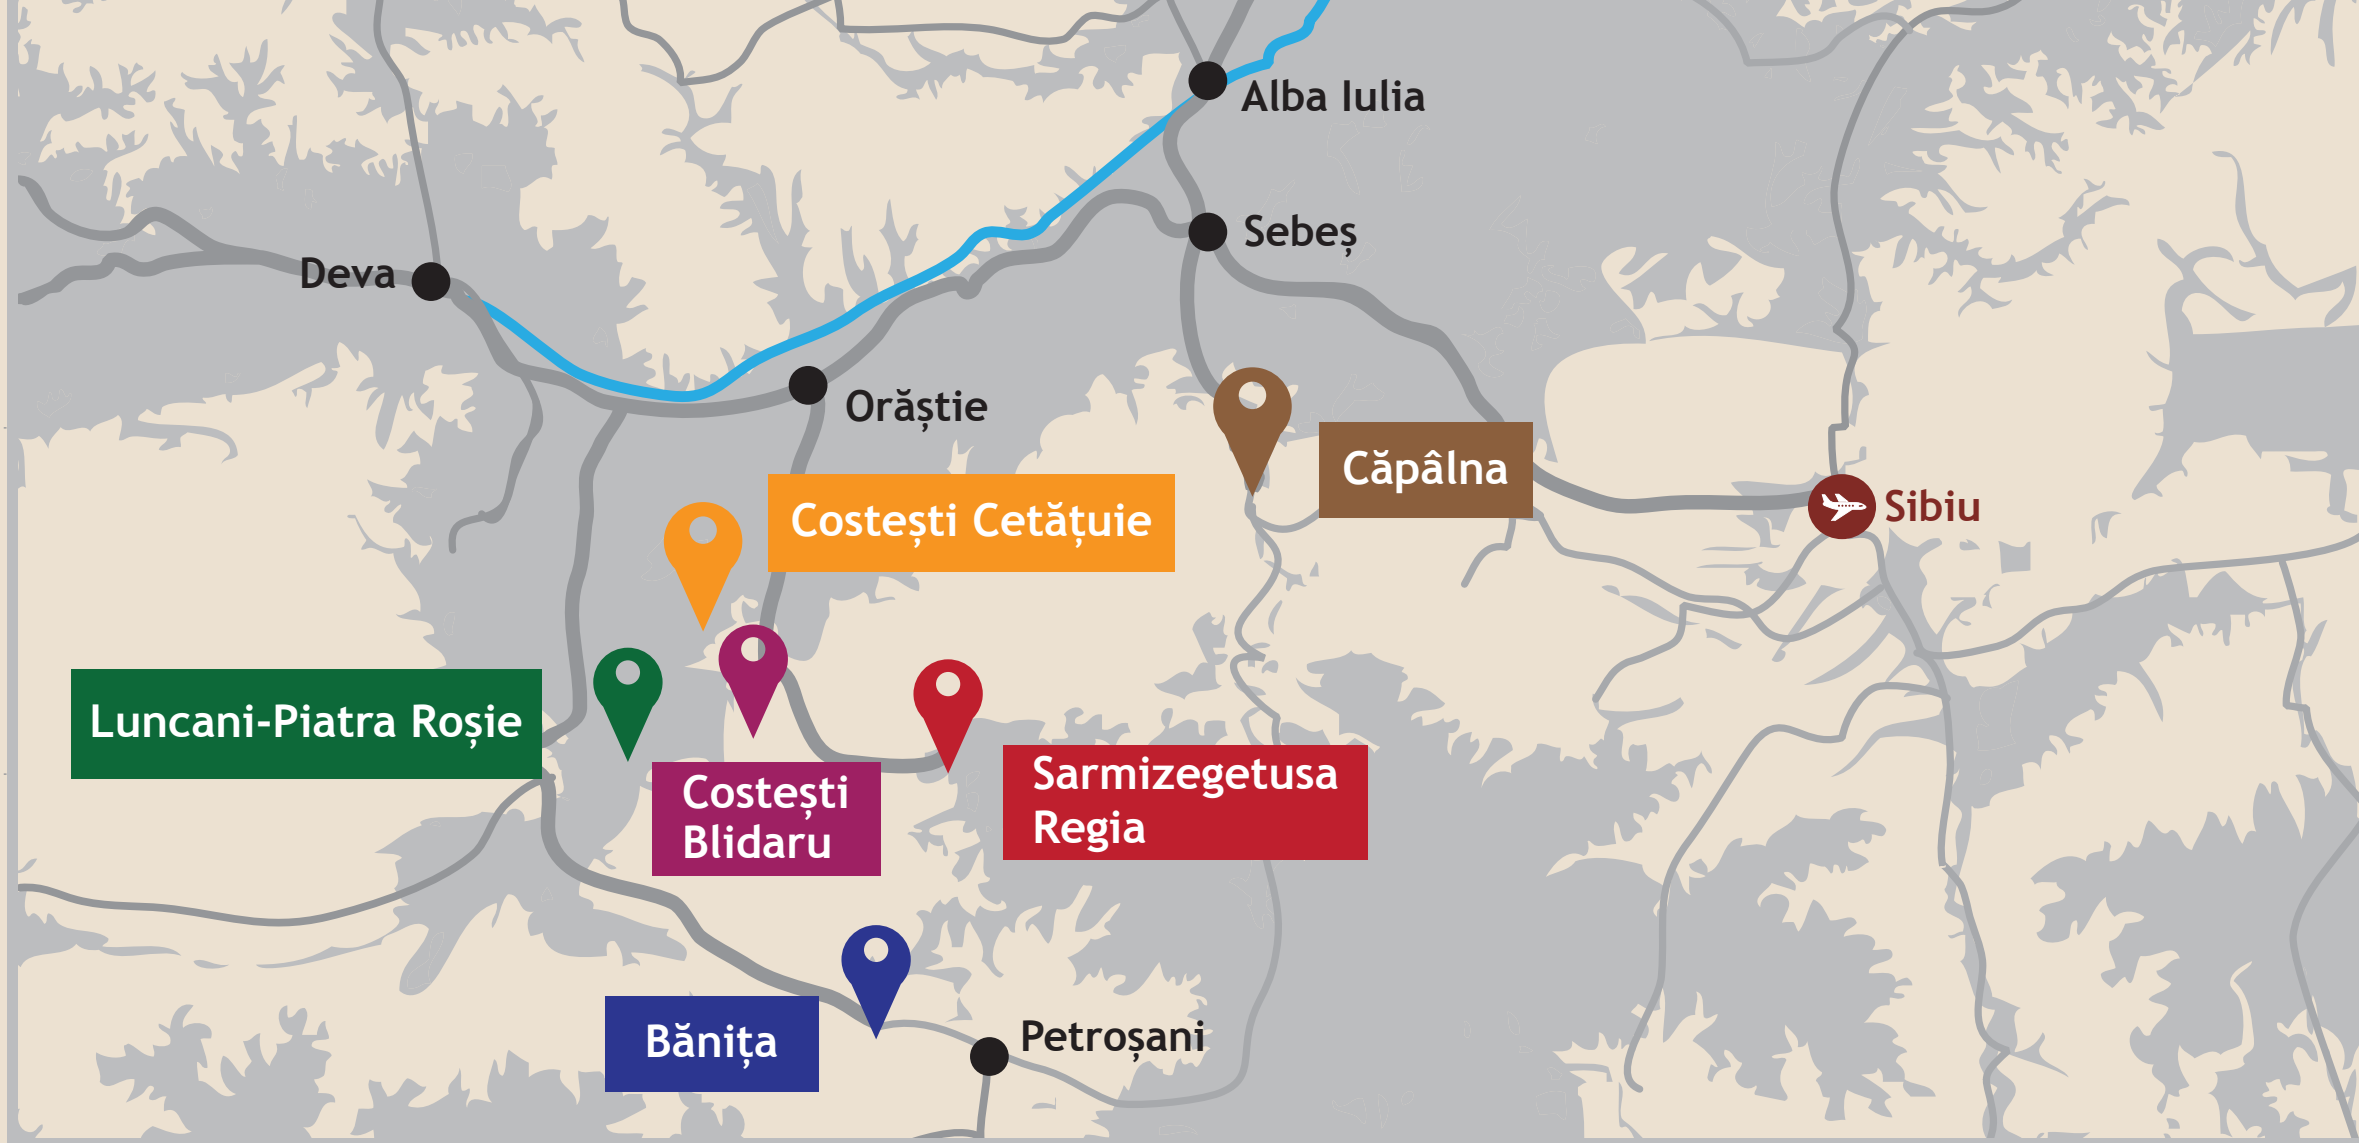 Alba Iulia
Sebeș
Deva
Orăștie
Căpâlna
Costești Cetățuie
Sibiu
Luncani-Piatra Roșie
Sarmizegetusa
Regia
Costești
Blidaru
Bănița
Petroșani